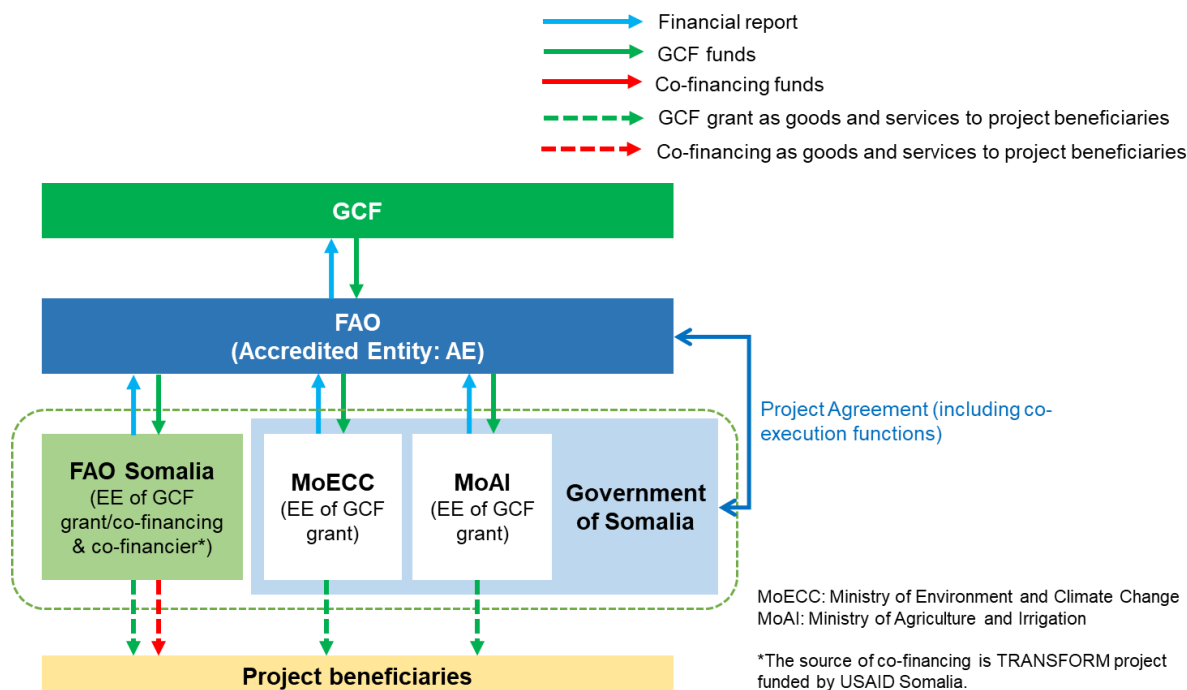 Financial report
GCF funds
Co-financing funds
GCF grant as goods and services to project beneficiaries
Co-financing as goods and services to project beneficiaries
GCF
FAO
(Accredited Entity: AE)
Project Agreement (including co-
execution functions)
FAO Somalia
(EE of GCF
grant/co-financing
& co-financier*)
MoECC
(EE of GCF
grant)
MoAI
(EE of GCF
grant)
Government
of Somalia
MoECC: Ministry of Environment and Climate Change
MoAI: Ministry of Agriculture and Irrigation
*The source of co-financing is TRANSFORM project
funded by USAID Somalia.
Project beneficiaries